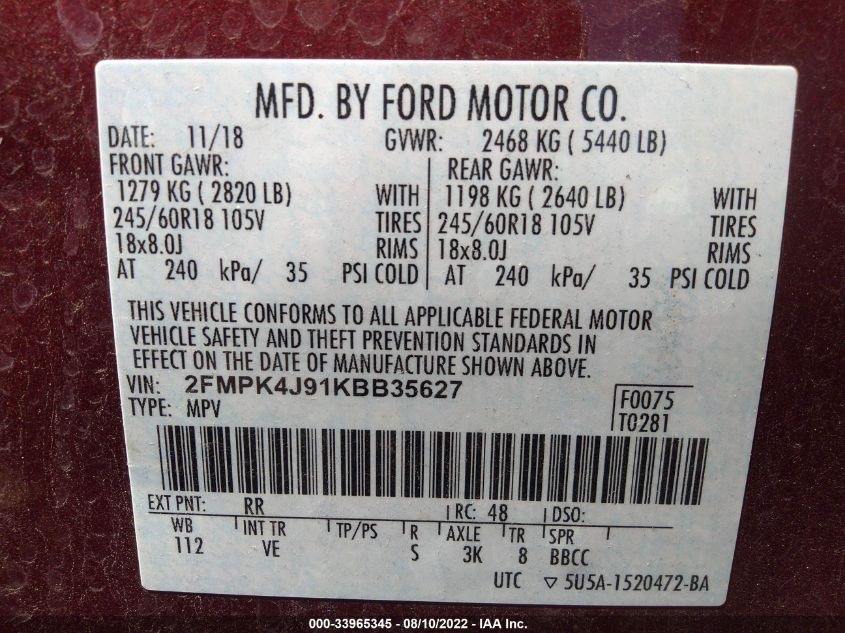 MFD. BY FORD MOTOR CO.
DATE: 11/18 GVWR: 2468 KG ( 5440 LB)
FRONT GAWR: REAR GAWR:
1279 KG ( 2820 LB) WITH 1198 KG ( 2640 LB) WITH
245/60R18 105V TIRES 245/60R18 105V TIRES
18x8.0J RIMS 18x8.0J RIMS
AT 240 kPa/ 35 PSI COLD AT 240 kPa/ 35 PSI COLD
THIS VEHICLE CONFORMS TO ALL APPLICABLE FEDERAL MOTOR
VEHICLE SAFETY AND THEFT PREVENTION STANDARDS IN
EFFECT ON THE DATE OF MANUFACTURE SHOWN ABOVE.
VIN: 2FMPK4J91KBB35627 F0075
TYPE: MPV T0281
EXT PNT: RR RC: 48 DSO:
WB INT TR TP/PS R AXLE TR SPR
112 VE S 3K 8 BBCC
UTC ▽ 5U5A-1520472-BA
000-33965345 - 08/10/2022 - IAA Inc.